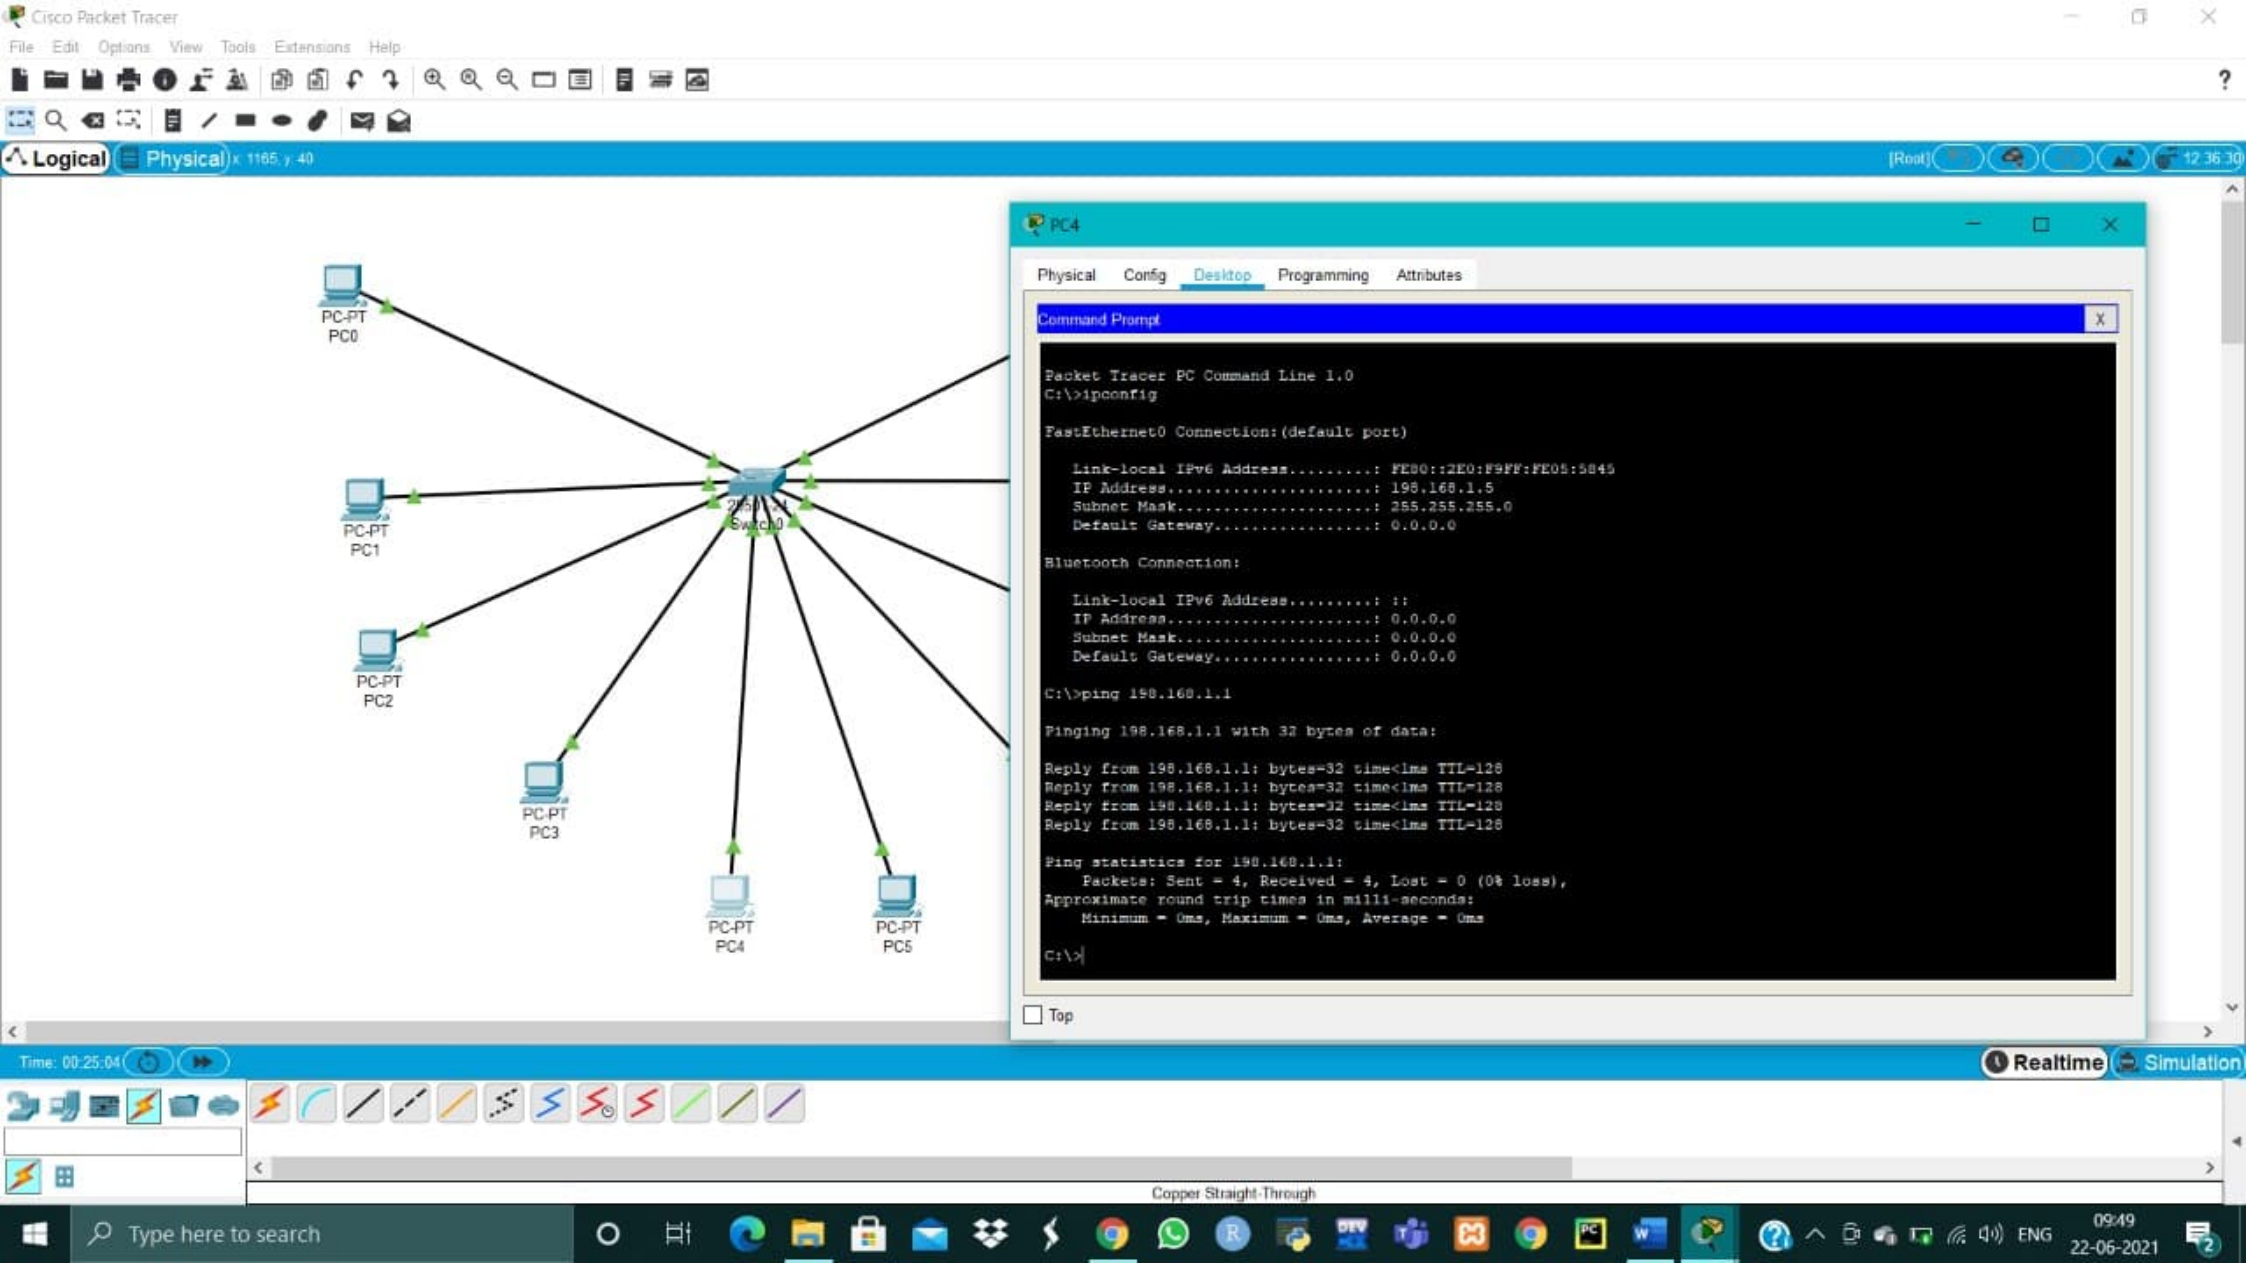 Cisco Packet Tracer
File Edit Options View Tools Extensions Help
?
Logical Physical x: 1165, y: 40 [Root] 12:36:30
PC4
Physical Config Desktop Programming Attributes
Command Prompt X
Packet Tracer PC Command Line 1.0
C:\>ipconfig
FastEthernet0 Connection:(default port)
Link-local IPv6 Address.........: FE80::2E0:F9FF:FE05:5845
IP Address......................: 198.168.1.5
Subnet Mask.....................: 255.255.255.0
Default Gateway.................: 0.0.0.0
Bluetooth Connection:
Link-local IPv6 Address.........: ::
IP Address......................: 0.0.0.0
Subnet Mask.....................: 0.0.0.0
Default Gateway.................: 0.0.0.0
C:\>ping 198.168.1.1
Pinging 198.168.1.1 with 32 bytes of data:
Reply from 198.168.1.1: bytes=32 time<1ms TTL=128
Reply from 198.168.1.1: bytes=32 time<1ms TTL=128
Reply from 198.168.1.1: bytes=32 time<1ms TTL=128
Reply from 198.168.1.1: bytes=32 time<1ms TTL=128
Ping statistics for 198.168.1.1:
Packets: Sent = 4, Received = 4, Lost = 0 (0% loss),
Approximate round trip times in milli-seconds:
Minimum = 0ms, Maximum = 0ms, Average = 0ms
C:\>
Top
PC-PT
PC0
PC-PT
PC1
Switch0
PC-PT
PC2
PC-PT
PC3
PC-PT
PC4
PC-PT
PC5
Time: 00:25:04 Realtime Simulation
Copper Straight-Through
Type here to search
R
DEV
PC
W
ENG
09:49
22-06-2021
2